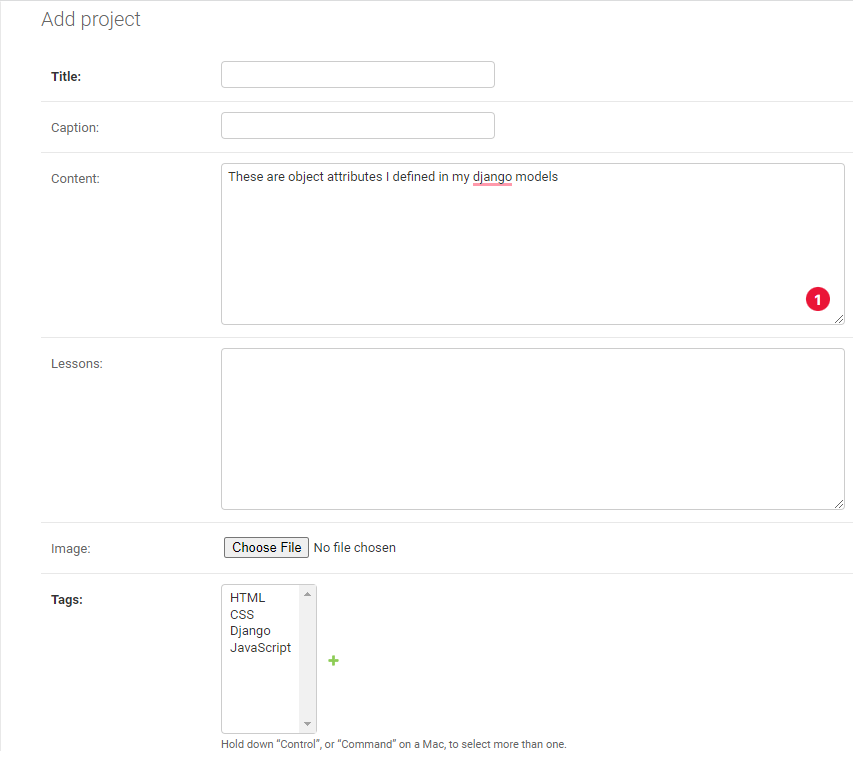 Add project
Title:
Caption:
Content:
These are object attributes I defined in my django models
1
Lessons:
Image:
Choose File No file chosen
Tags:
HTML
CSS
Django
JavaScript
Hold down “Control”, or “Command” on a Mac, to select more than one.